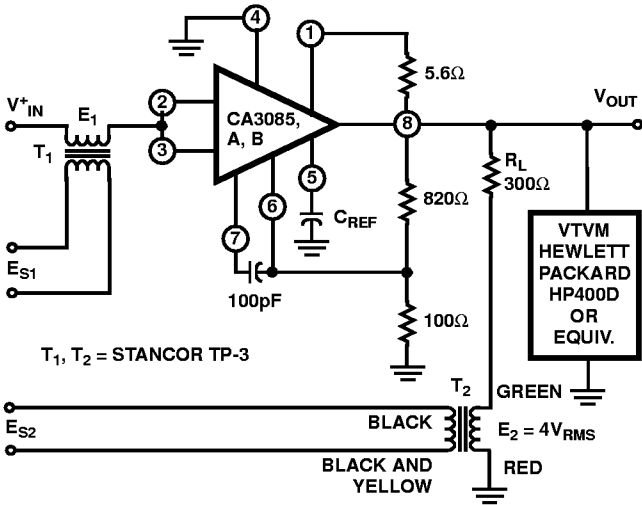 4
1
5.6Ω
V+IN
E1
2
CA3085,
A, B
8
VOUT
T1
3
RL
300Ω
5
820Ω
6
CREF
7
VTVM
HEWLETT
PACKARD
HP400D
OR
EQUIV.
ES1
100pF
100Ω
T1, T2 = STANCOR TP-3
T2
GREEN
ES2
BLACK
E2 = 4VRMS
BLACK AND
YELLOW
RED